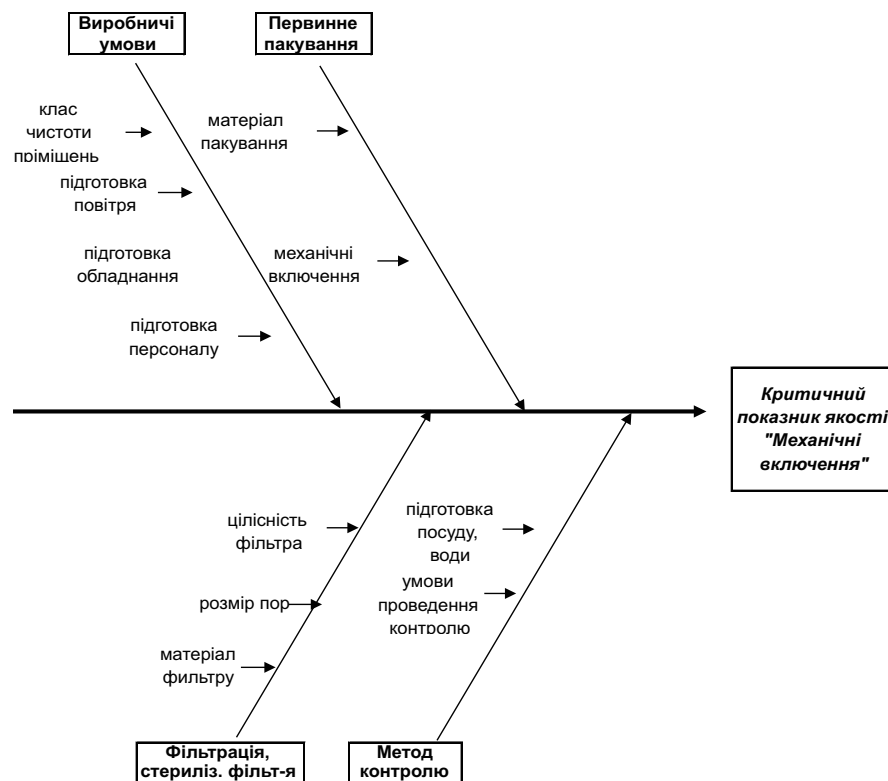 Виробничі
умови
Первинне
пакування
клас
чистоти
пріміщень
матеріал
пакування
підготовка
повітря
підготовка
обладнання
механічні
включення
підготовка
персоналу
Критичний
показник якості
"Механічні
включення"
цілісність
фільтра
підготовка
посуду,
води
розмір пор
умови
проведення
контролю
матеріал
фильтру
Фільтрація,
стериліз. фільт-я
Метод
контролю